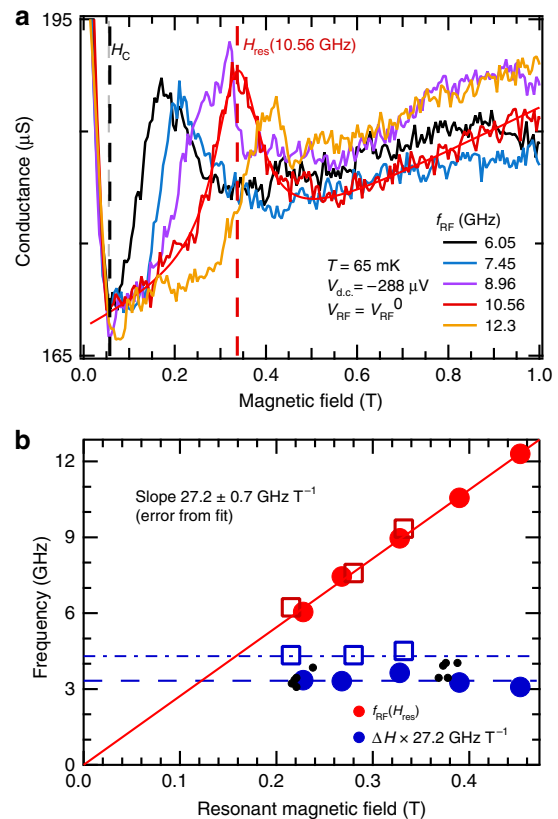 a
195
H_C
H_res(10.56 GHz)
Conductance (μS)
f_RF (GHz)
6.05
7.45
8.96
10.56
12.3
T = 65 mK
V_d.c. = −288 μV
V_RF = V_RF^0
165
0.0 0.2 0.4 0.6 0.8 1.0
Magnetic field (T)
b
12
9
6
3
0
Frequency (GHz)
Slope 27.2 ± 0.7 GHz T⁻¹
(error from fit)
f_RF(H_res)
ΔH × 27.2 GHz T⁻¹
0.0 0.1 0.2 0.3 0.4
Resonant magnetic field (T)